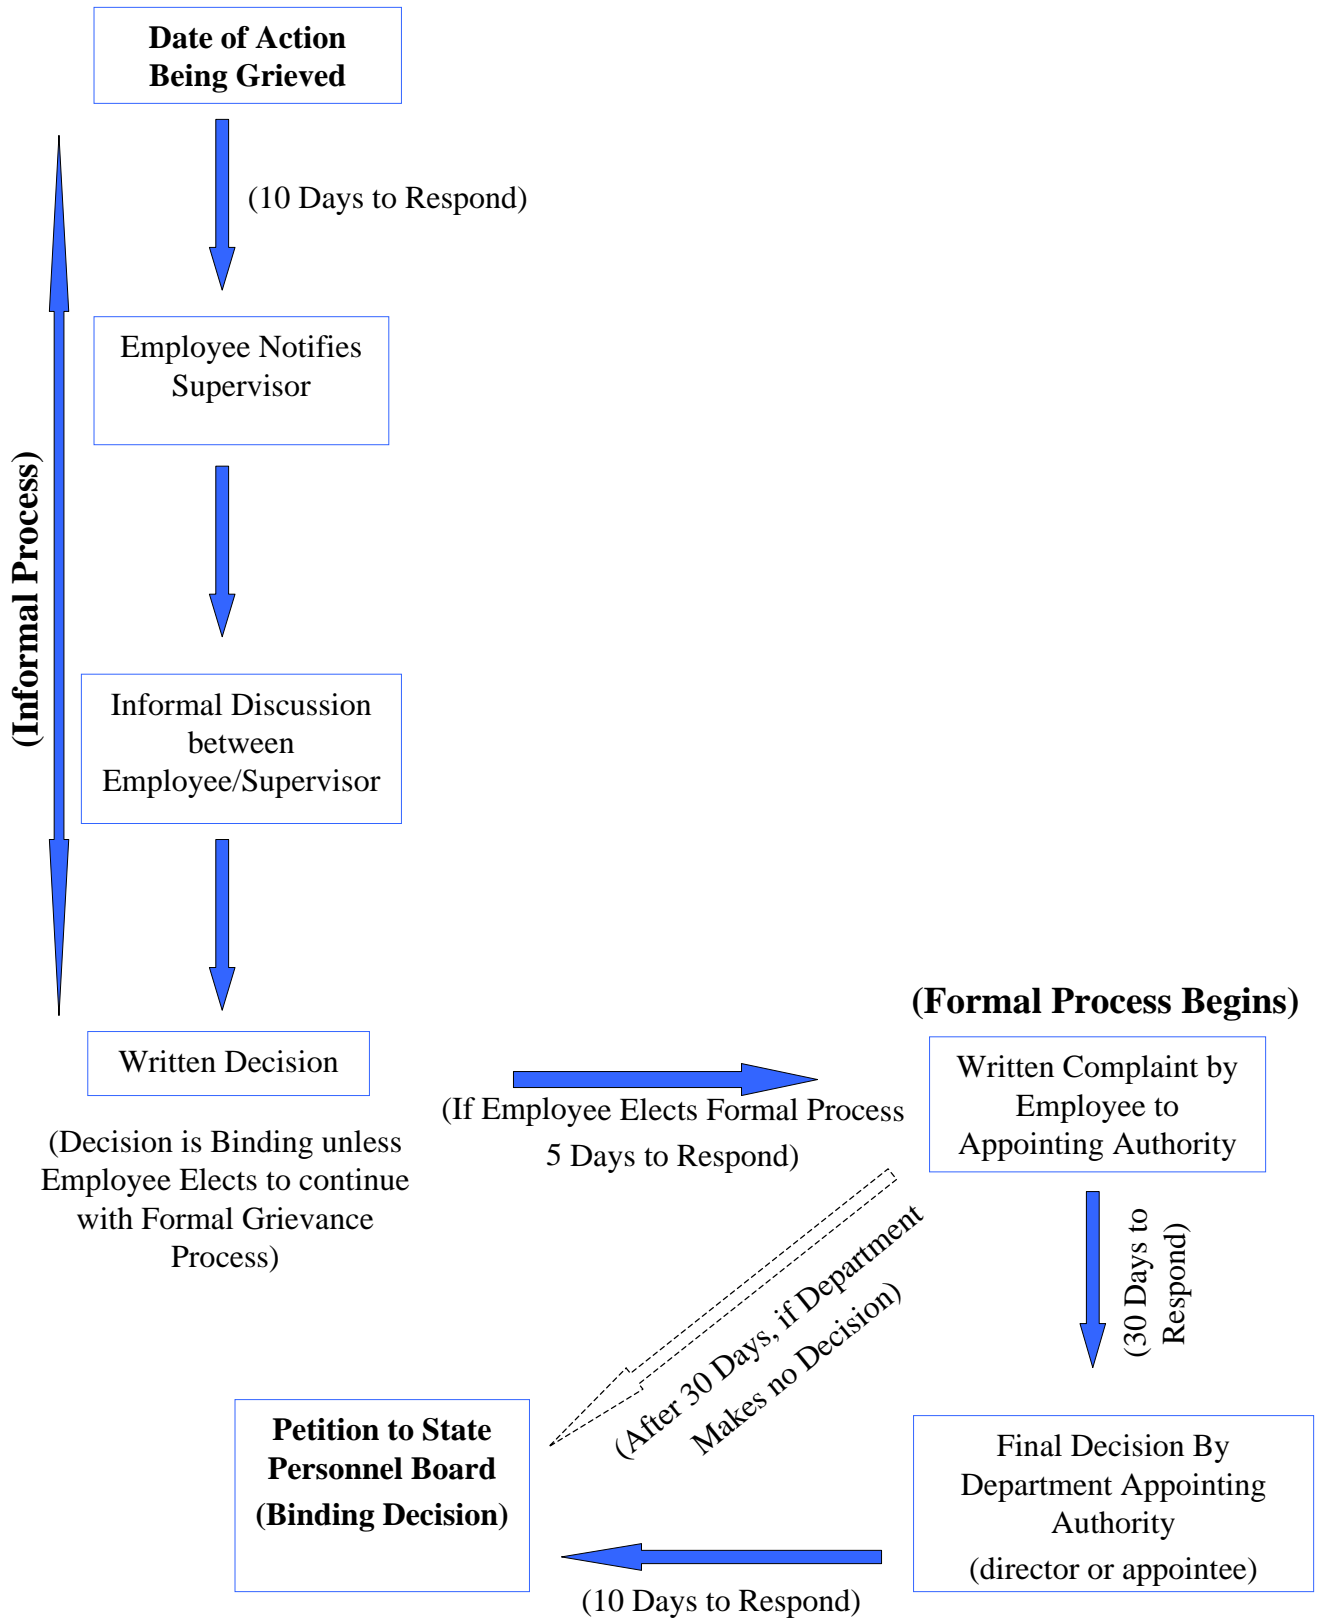 Date of Action
Being Grieved
(10 Days to Respond)
Employee Notifies
Supervisor
(Informal Process)
Informal Discussion
between
Employee/Supervisor
Written Decision
(Decision is Binding unless
Employee Elects to continue
with Formal Grievance
Process)
(If Employee Elects Formal Process
5 Days to Respond)
(Formal Process Begins)
Written Complaint by
Employee to
Appointing Authority
(30 Days to
Respond)
(After 30 Days, if Department
Makes no Decision)
Final Decision By
Department Appointing
Authority
(director or appointee)
(10 Days to Respond)
Petition to State
Personnel Board
(Binding Decision)